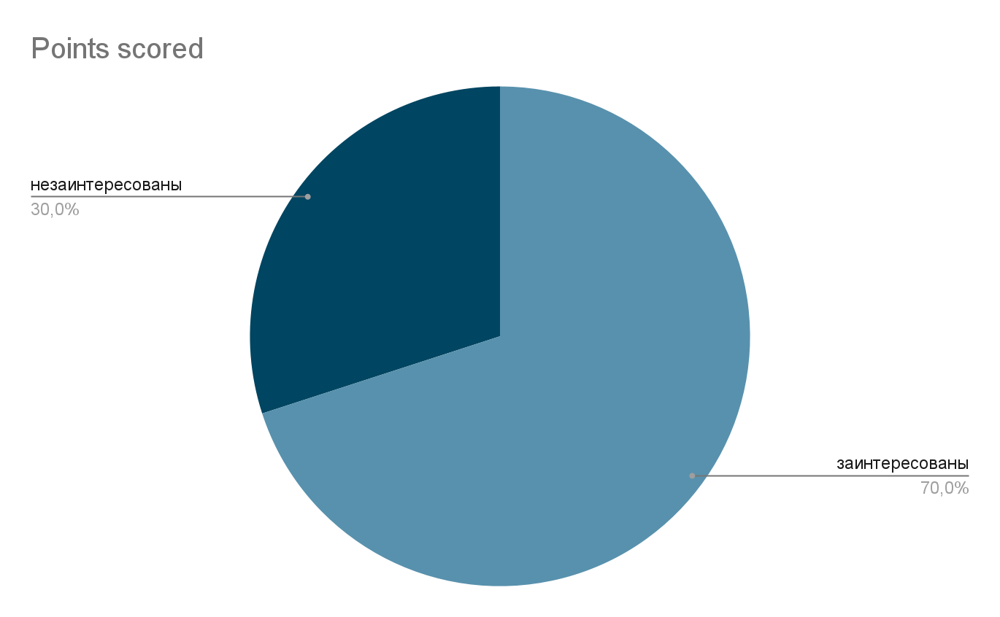 Points scored
незаинтересованы
30,0%
заинтересованы
70,0%